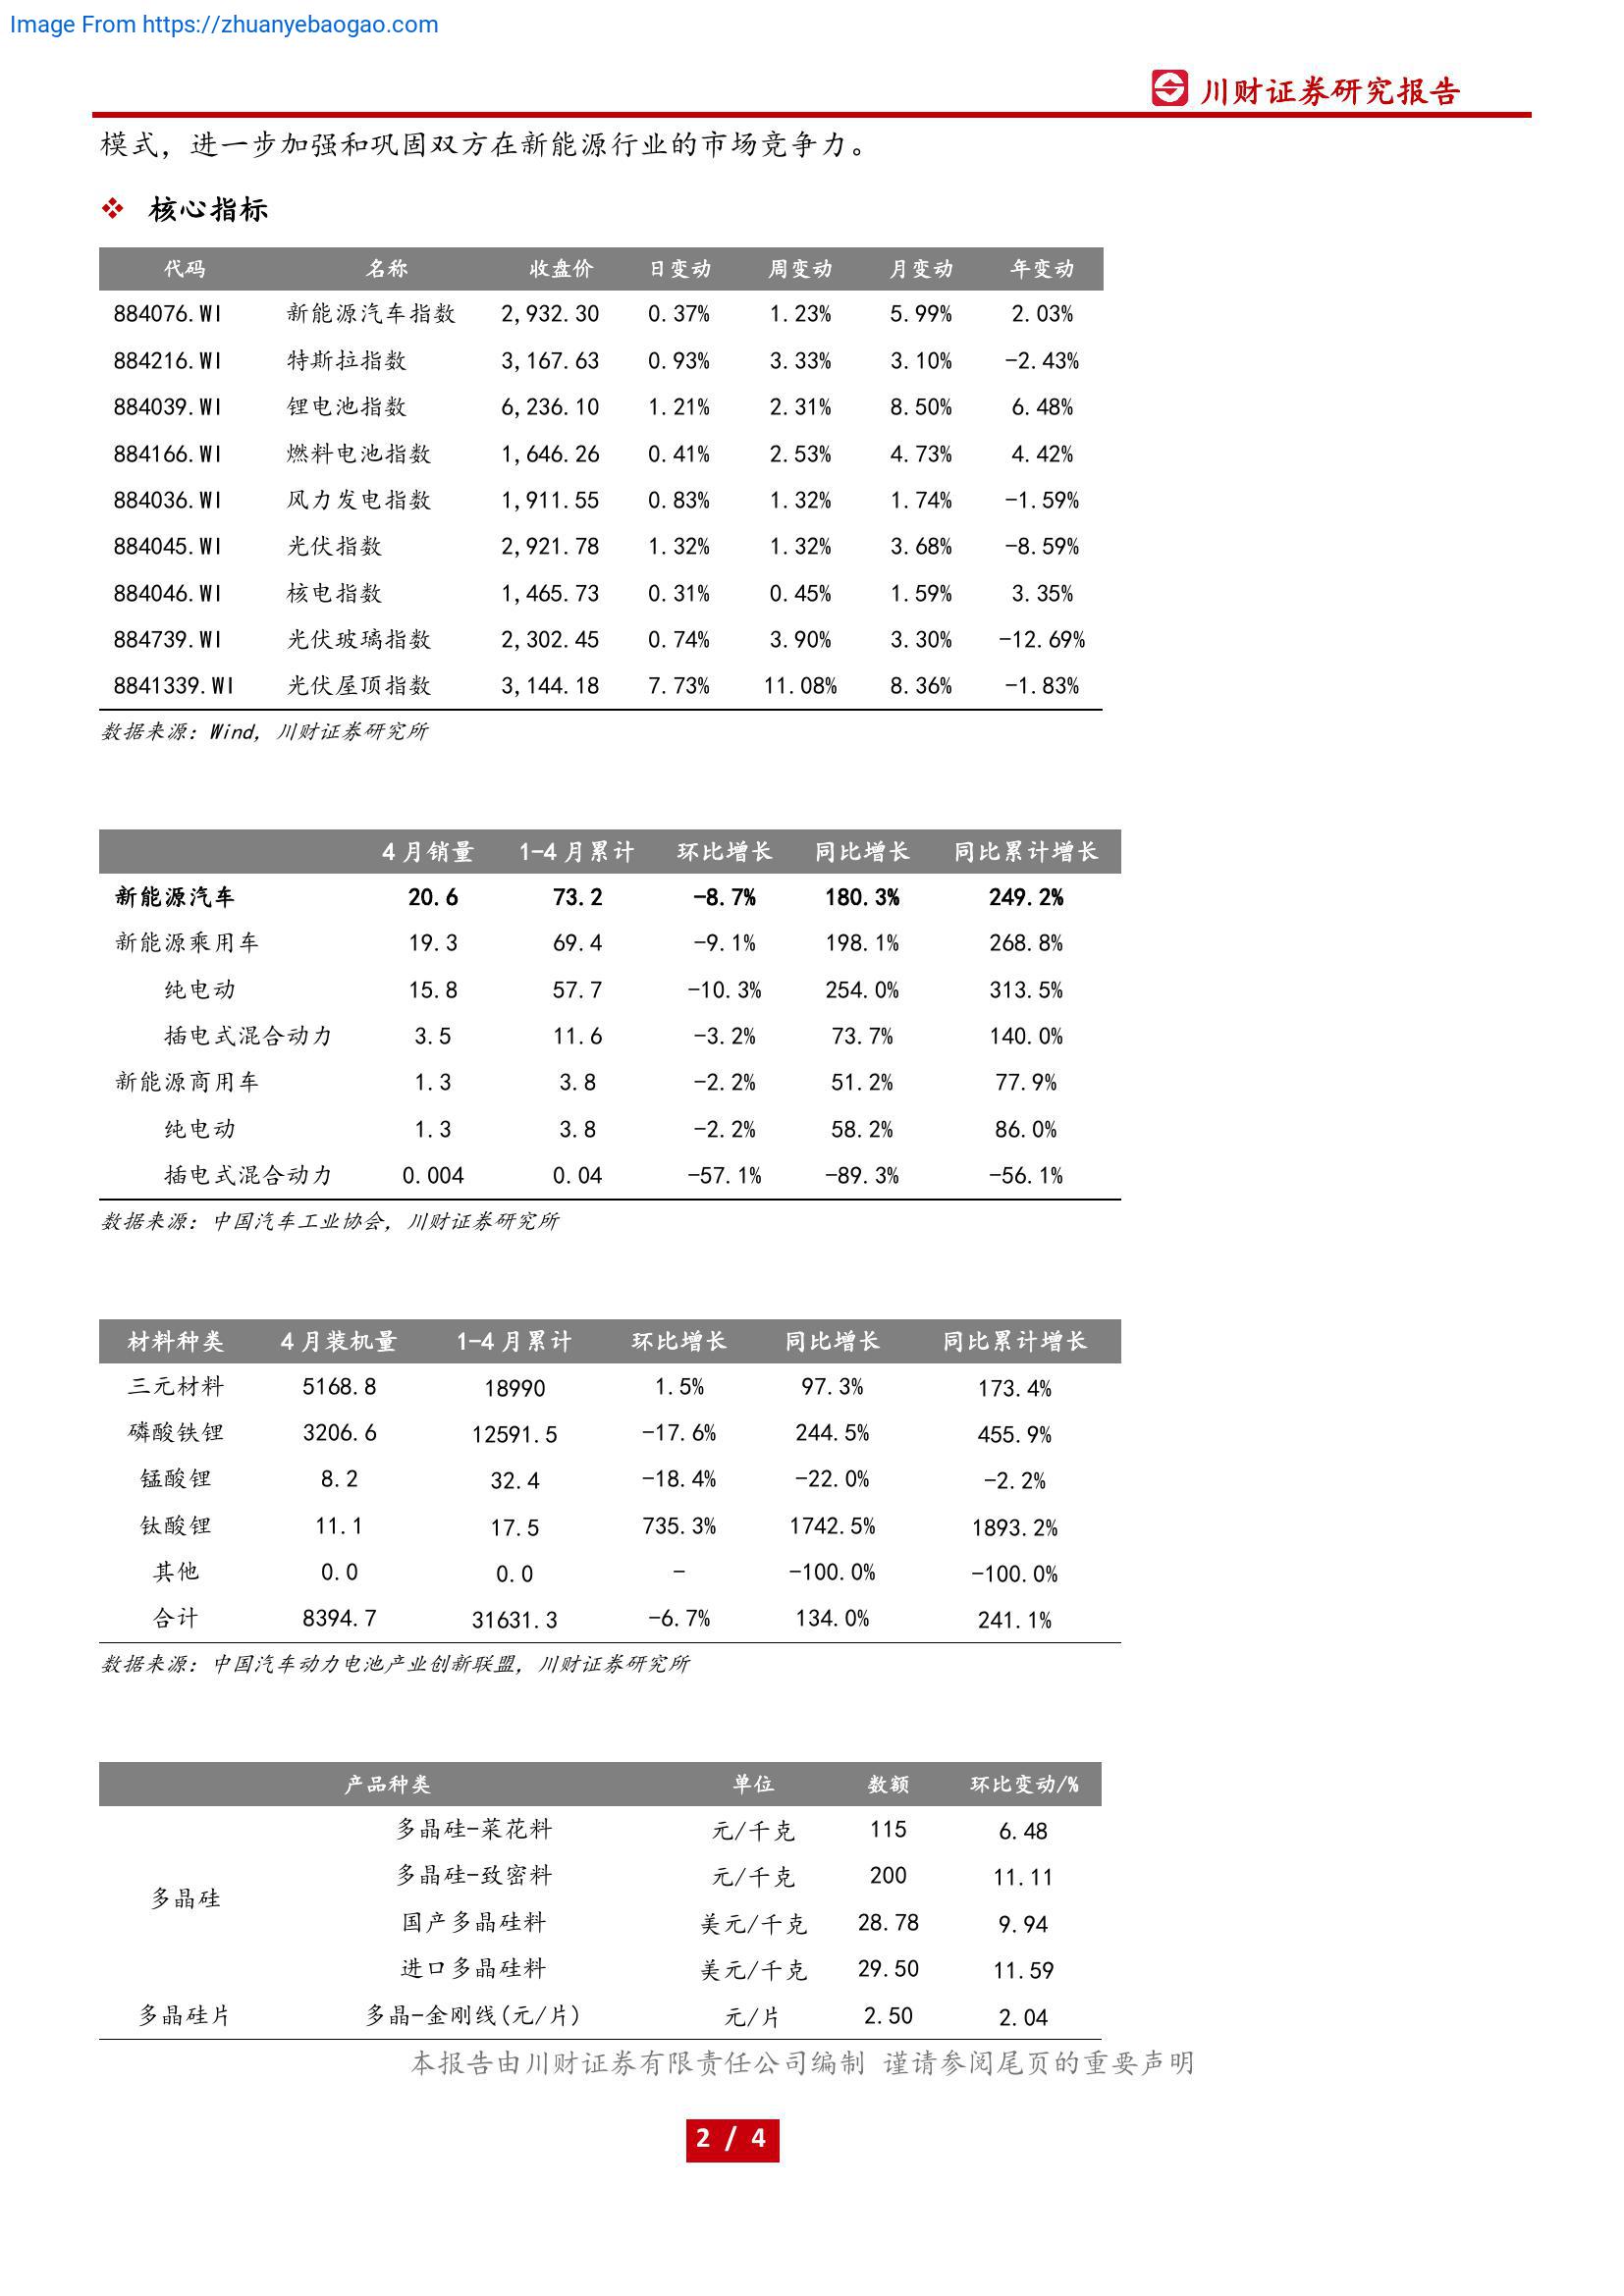 Image From https://zhuanyebaogao.com
川财证券研究报告
模式，进一步加强和巩固双方在新能源行业的市场竞争力。
❖ 核心指标
代码 名称 收盘价 日变动 周变动 月变动 年变动
884076.WI 新能源汽车指数 2,932.30 0.37% 1.23% 5.99% 2.03%
884216.WI 特斯拉指数 3,167.63 0.93% 3.33% 3.10% -2.43%
884039.WI 锂电池指数 6,236.10 1.21% 2.31% 8.50% 6.48%
884166.WI 燃料电池指数 1,646.26 0.41% 2.53% 4.73% 4.42%
884036.WI 风力发电指数 1,911.55 0.83% 1.32% 1.74% -1.59%
884045.WI 光伏指数 2,921.78 1.32% 1.32% 3.68% -8.59%
884046.WI 核电指数 1,465.73 0.31% 0.45% 1.59% 3.35%
884739.WI 光伏玻璃指数 2,302.45 0.74% 3.90% 3.30% -12.69%
8841339.WI 光伏屋顶指数 3,144.18 7.73% 11.08% 8.36% -1.83%
数据来源：Wind，川财证券研究所
4 月销量 1-4 月累计 环比增长 同比增长 同比累计增长
新能源汽车 20.6 73.2 -8.7% 180.3% 249.2%
新能源乘用车 19.3 69.4 -9.1% 198.1% 268.8%
纯电动 15.8 57.7 -10.3% 254.0% 313.5%
插电式混合动力 3.5 11.6 -3.2% 73.7% 140.0%
新能源商用车 1.3 3.8 -2.2% 51.2% 77.9%
纯电动 1.3 3.8 -2.2% 58.2% 86.0%
插电式混合动力 0.004 0.04 -57.1% -89.3% -56.1%
数据来源：中国汽车工业协会，川财证券研究所
材料种类 4 月装机量 1-4 月累计 环比增长 同比增长 同比累计增长
三元材料 5168.8 18990 1.5% 97.3% 173.4%
磷酸铁锂 3206.6 12591.5 -17.6% 244.5% 455.9%
锰酸锂 8.2 32.4 -18.4% -22.0% -2.2%
钛酸锂 11.1 17.5 735.3% 1742.5% 1893.2%
其他 0.0 0.0 - -100.0% -100.0%
合计 8394.7 31631.3 -6.7% 134.0% 241.1%
数据来源：中国汽车动力电池产业创新联盟，川财证券研究所
产品种类 单位 数额 环比变动/%
多晶硅-菜花料 元/千克 115 6.48
多晶硅-致密料 元/千克 200 11.11
多晶硅
国产多晶硅料 美元/千克 28.78 9.94
进口多晶硅料 美元/千克 29.50 11.59
多晶硅片 多晶-金刚线(元/片) 元/片 2.50 2.04
本报告由川财证券有限责任公司编制 谨请参阅尾页的重要声明
2 / 4